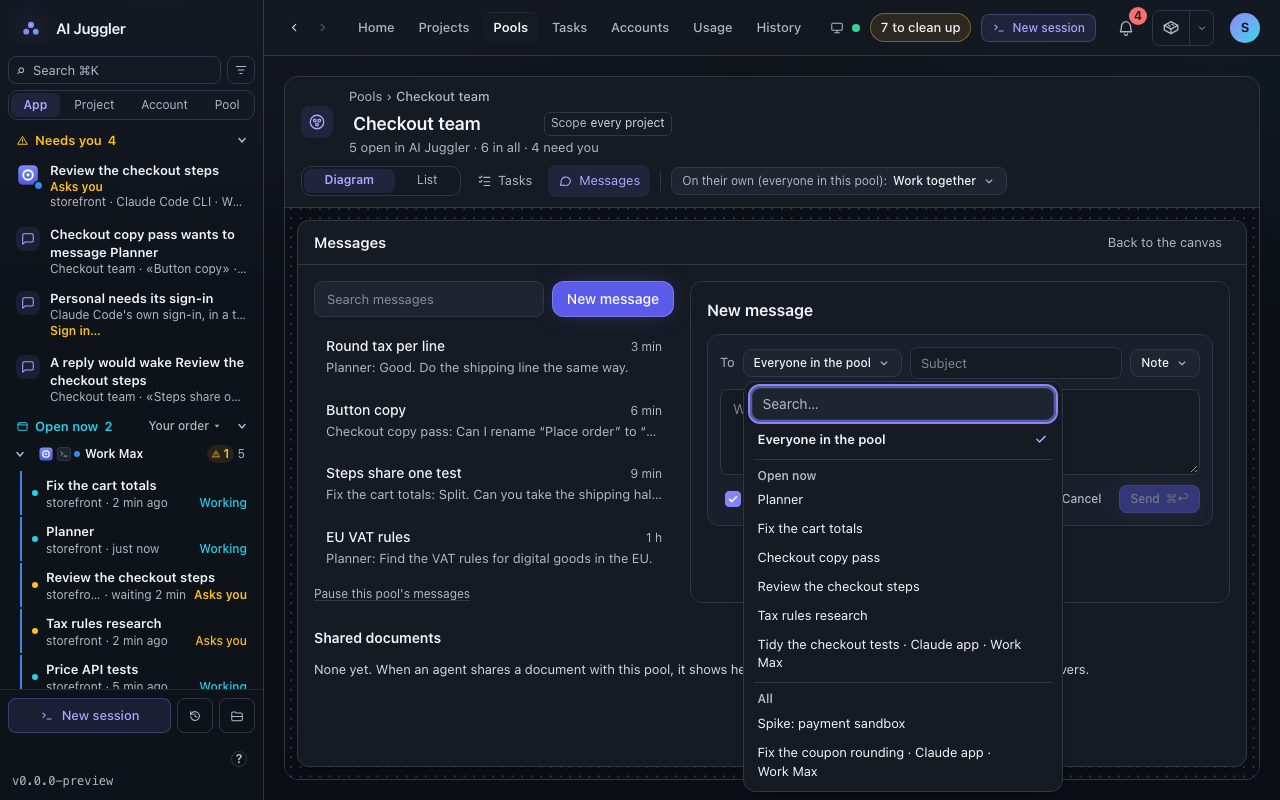 AI Juggler
Search ⌘K
App Project Account Pool
Needs you 4
Review the checkout steps
Asks you
storefront · Claude Code CLI · W…
Checkout copy pass wants to
message Planner
Checkout team · «Button copy» ·…
Personal needs its sign-in
Claude Code's own sign-in, in a t…
Sign in…
A reply would wake Review the
checkout steps
Checkout team · «Steps share o…
Open now 2 Your order
Work Max 1 5
Fix the cart totals
storefront · 2 min ago Working
Planner
storefront · just now Working
Review the checkout steps
storefro… · waiting 2 min Asks you
Tax rules research
storefront · 2 min ago Asks you
Price API tests
storefront · 5 min ago Working
New session
?
v0.0.0-preview
Home Projects Pools Tasks Accounts Usage History
7 to clean up
New session
4
S
Pools › Checkout team
Checkout team
Scope every project
5 open in AI Juggler · 6 in all · 4 need you
Diagram List Tasks Messages
On their own (everyone in this pool): Work together
Messages
Back to the canvas
Search messages
New message
Round tax per line 3 min
Planner: Good. Do the shipping line the same way.
Button copy 6 min
Checkout copy pass: Can I rename “Place order” to “…
Steps share one test 9 min
Fix the cart totals: Split. Can you take the shipping hal…
EU VAT rules 1 h
Planner: Find the VAT rules for digital goods in the EU.
Pause this pool's messages
Shared documents
None yet. When an agent shares a document with this pool, it shows he
vers.
New message
To Everyone in the pool Subject Note
W
Cancel Send ⌘⏎
Search…
Everyone in the pool
Open now
Planner
Fix the cart totals
Checkout copy pass
Review the checkout steps
Tax rules research
Tidy the checkout tests · Claude app · Work
Max
All
Spike: payment sandbox
Fix the coupon rounding · Claude app ·
Work Max